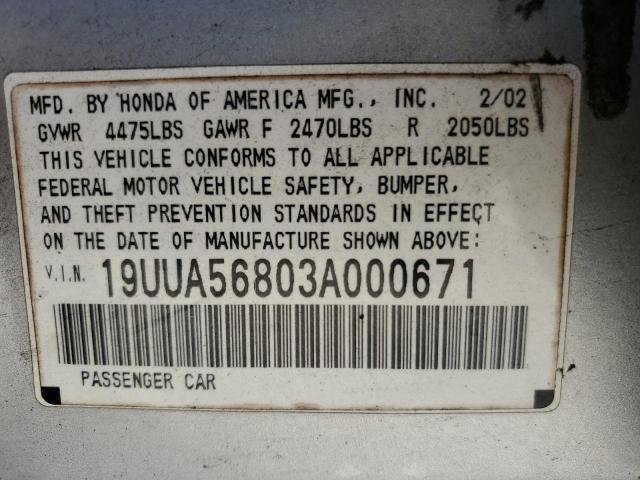 MFD. BY HONDA OF AMERICA MFG., INC. 2/02
GVWR 4475LBS GAWR F 2470LBS R 2050LBS
THIS VEHICLE CONFORMS TO ALL APPLICABLE
FEDERAL MOTOR VEHICLE SAFETY, BUMPER,
AND THEFT PREVENTION STANDARDS IN EFFECT
ON THE DATE OF MANUFACTURE SHOWN ABOVE:
V.I.N. 19UUA56803A000671
PASSENGER CAR